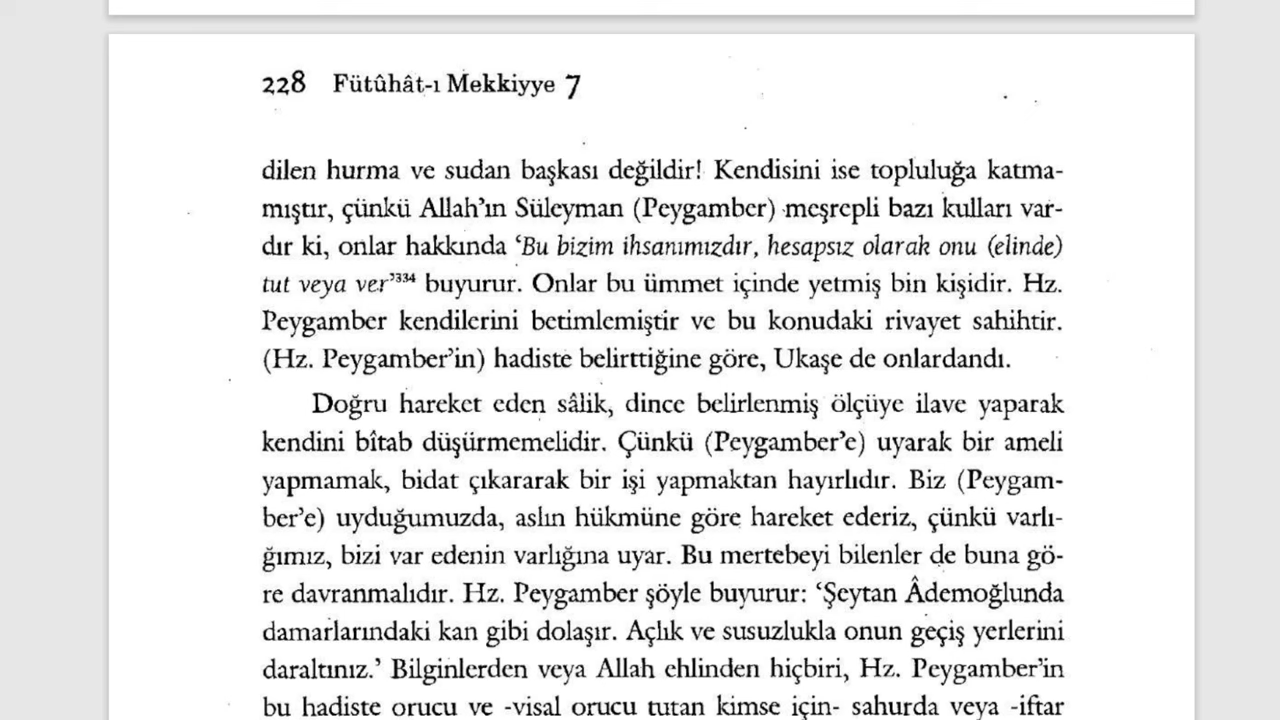 228 Fütûhât-ı Mekkiyye 7
dilen hurma ve sudan başkası değildir! Kendisini ise topluluğa katma-
mıştır, çünkü Allah’ın Süleyman (Peygamber) meşrepli bazı kulları var-
dır ki, onlar hakkında ‘Bu bizim ihsanımızdır, hesapsız olarak onu (elinde)
tut veya ver’³³⁴ buyurur. Onlar bu ümmet içinde yetmiş bin kişidir. Hz.
Peygamber kendilerini betimlemiştir ve bu konudaki rivayet sahihtir.
(Hz. Peygamber’in) hadiste belirttiğine göre, Ukaşe de onlardandı.
Doğru hareket eden sâlik, dince belirlenmiş ölçüye ilave yaparak
kendini bîtab düşürmemelidir. Çünkü (Peygamber’e) uyarak bir ameli
yapmamak, bidat çıkararak bir işi yapmaktan hayırlıdır. Biz (Peygam-
ber’e) uyduğumuzda, aslın hükmüne göre hareket ederiz, çünkü varlı-
ğımız, bizi var edenin varlığına uyar. Bu mertebeyi bilenler de buna gö-
re davranmalıdır. Hz. Peygamber şöyle buyurur: ‘Şeytan Âdemoğlunda
damarlarındaki kan gibi dolaşır. Açlık ve susuzlukla onun geçiş yerlerini
daraltınız.’ Bilginlerden veya Allah ehlinden hiçbiri, Hz. Peygamber’in
bu hadiste orucu ve -visal orucu tutan kimse için- sahurda veya -iftar